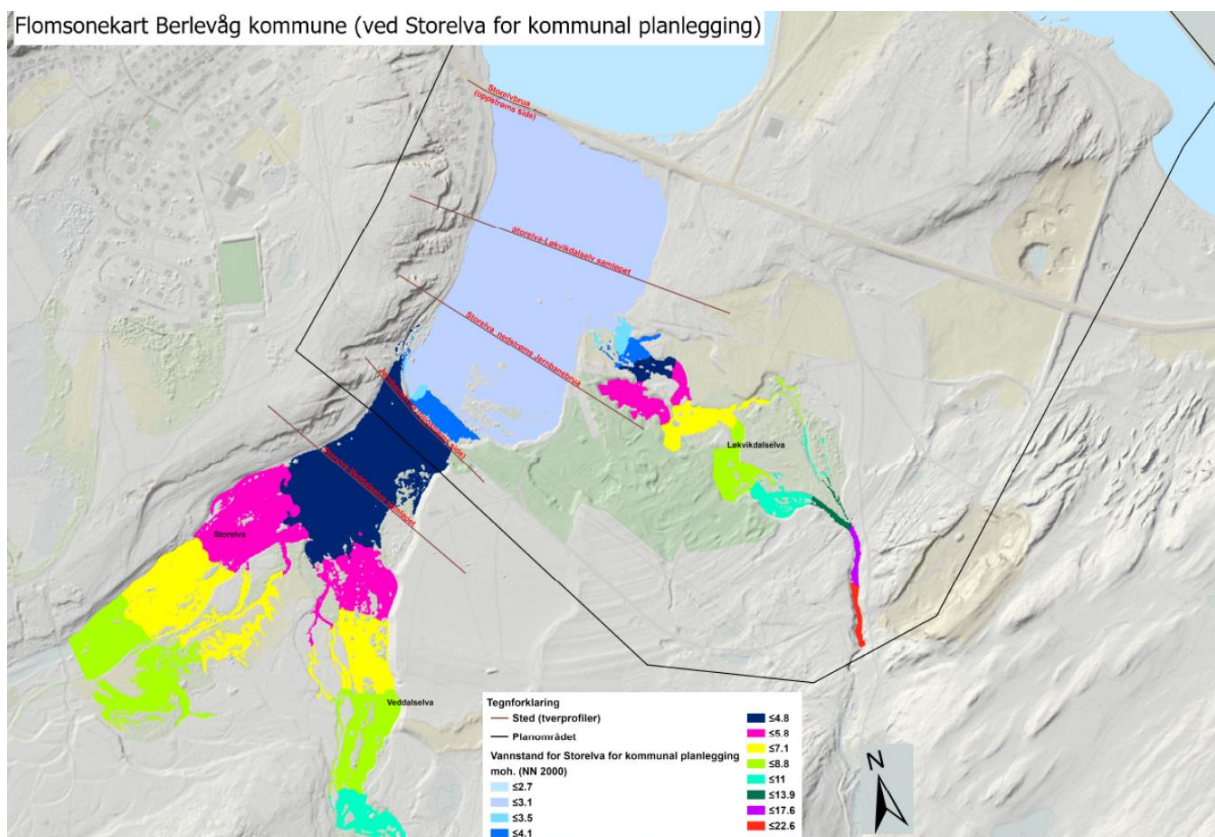 Flomsonekart Berlevåg kommune (ved Storelva for kommunal planlegging)
Storelvbrua
(oppstrøms side)
storelva-Løkvikdalselv samløpet
Storelva nedstrøms Jernbanebrua
side)
samløpet
Storelva
Løkvikdalselva
Veddalselva
Tegnforklaring
Sted (tverprofiler)
Planområdet
Vannstand for Storelva for kommunal planlegging
moh. (NN 2000)
≤2.7
≤3.1
≤3.5
≤4.1
≤4.8
≤5.8
≤7.1
≤8.8
≤11
≤13.9
≤17.6
≤22.6
N